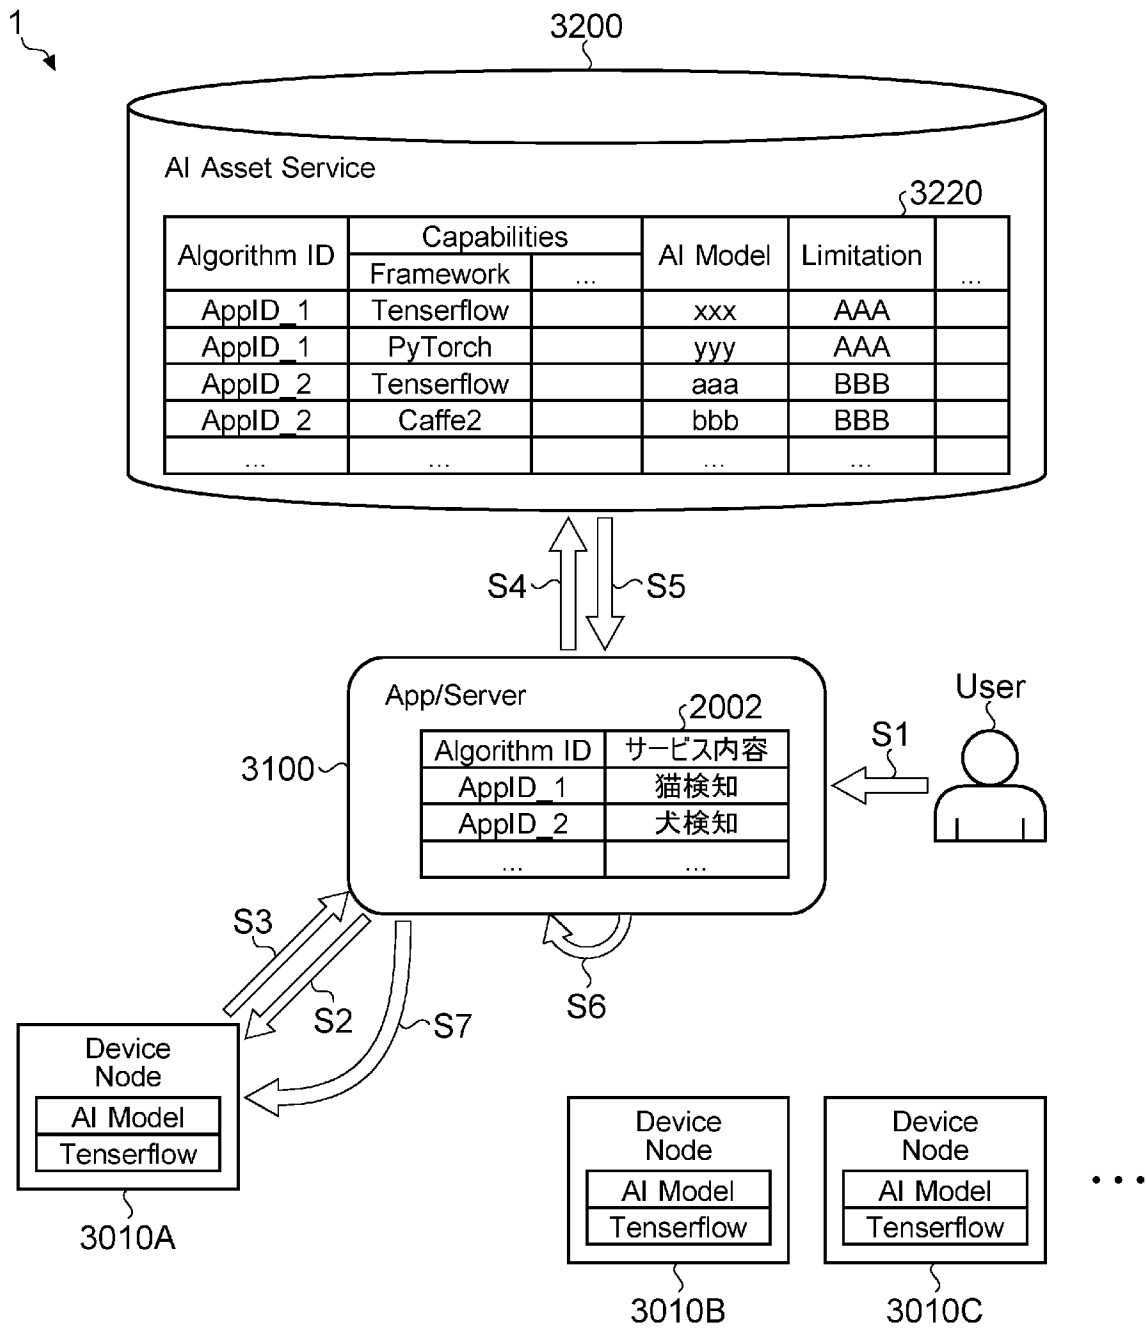 1
3200
AI Asset Service
3220
Algorithm ID Capabilities AI Model Limitation ...
Framework ...
AppID_1 Tenserflow xxx AAA
AppID_1 PyTorch yyy AAA
AppID_2 Tenserflow aaa BBB
AppID_2 Caffe2 bbb BBB
... ... ... ...
S4 S5
App/Server
2002
Algorithm ID サービス内容
AppID_1 猫検知
AppID_2 犬検知
... ...
3100
User
S1
S3
S2
S7
S6
Device
Node
AI Model
Tenserflow
3010A
Device
Node
AI Model
Tenserflow
3010B
Device
Node
AI Model
Tenserflow
3010C
...